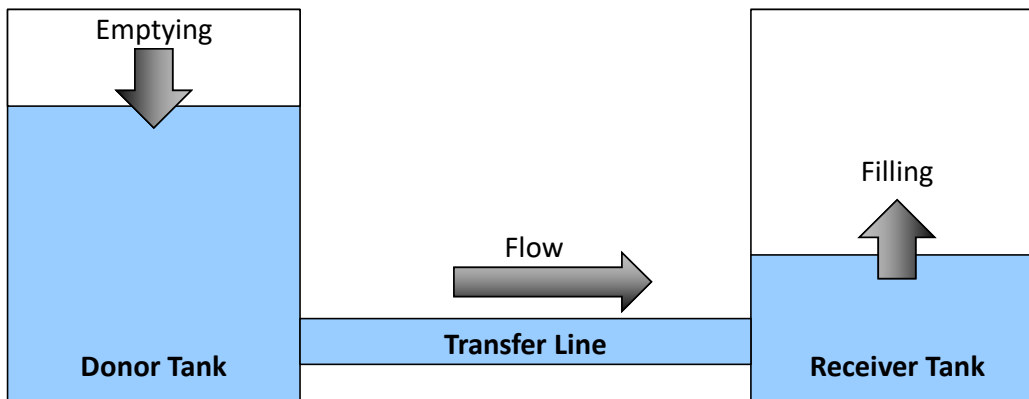 Emptying
Filling
Flow
Transfer Line
Donor Tank
Receiver Tank